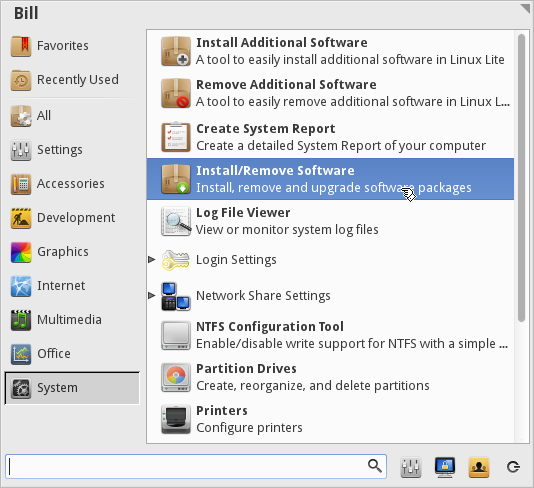 Bill
Favorites
Recently Used
All
Settings
Accessories
Development
Graphics
Internet
Multimedia
Office
System
Install Additional Software
A tool to easily install additional software in Linux Lite
Remove Additional Software
A tool to easily remove additional software in Linux L...
Create System Report
Create a detailed System Report of your computer
Install/Remove Software
Install, remove and upgrade software packages
Log File Viewer
View or monitor system log files
Login Settings
Network Share Settings
NTFS Configuration Tool
Enable/disable write support for NTFS with a simple ...
Partition Drives
Create, reorganize, and delete partitions
Printers
Configure printers